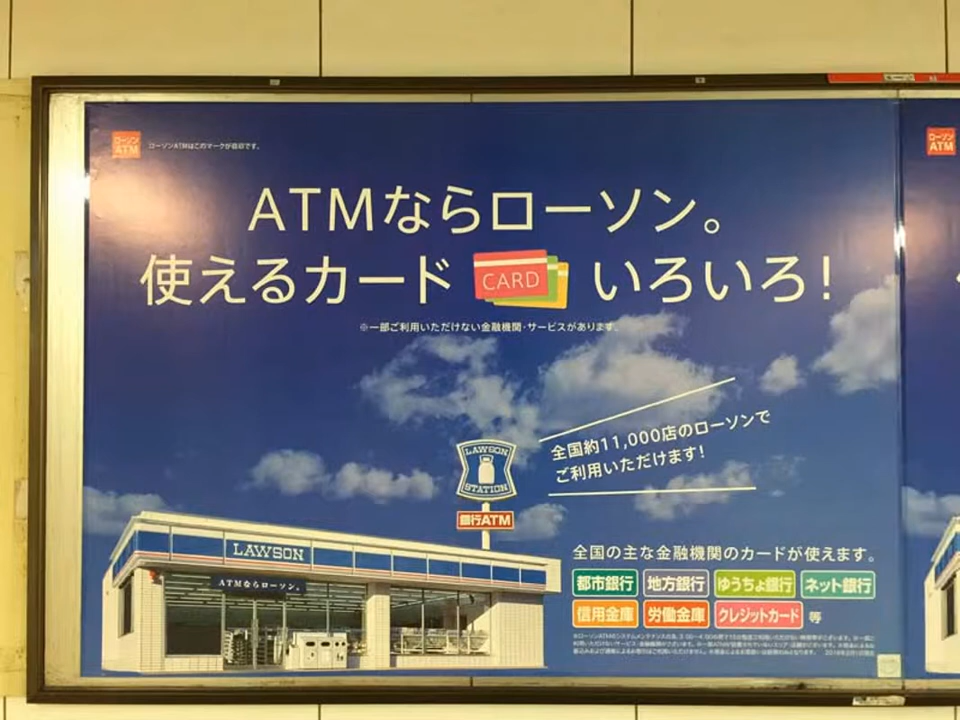 ローソン
ATM
ローソンATMはこのマークが目印です。
ATMならローソン。
使えるカード CARD いろいろ!
※一部ご利用いただけない金融機関・サービスがあります。
全国約11,000店のローソンで
ご利用いただけます!
LAWSON
STATION
銀行ATM
LAWSON
ATMならローソン。
全国の主な金融機関のカードが使えます。
都市銀行 地方銀行 ゆうちょ銀行 ネット銀行
信用金庫 労働金庫 クレジットカード 等
ローソン
ATM